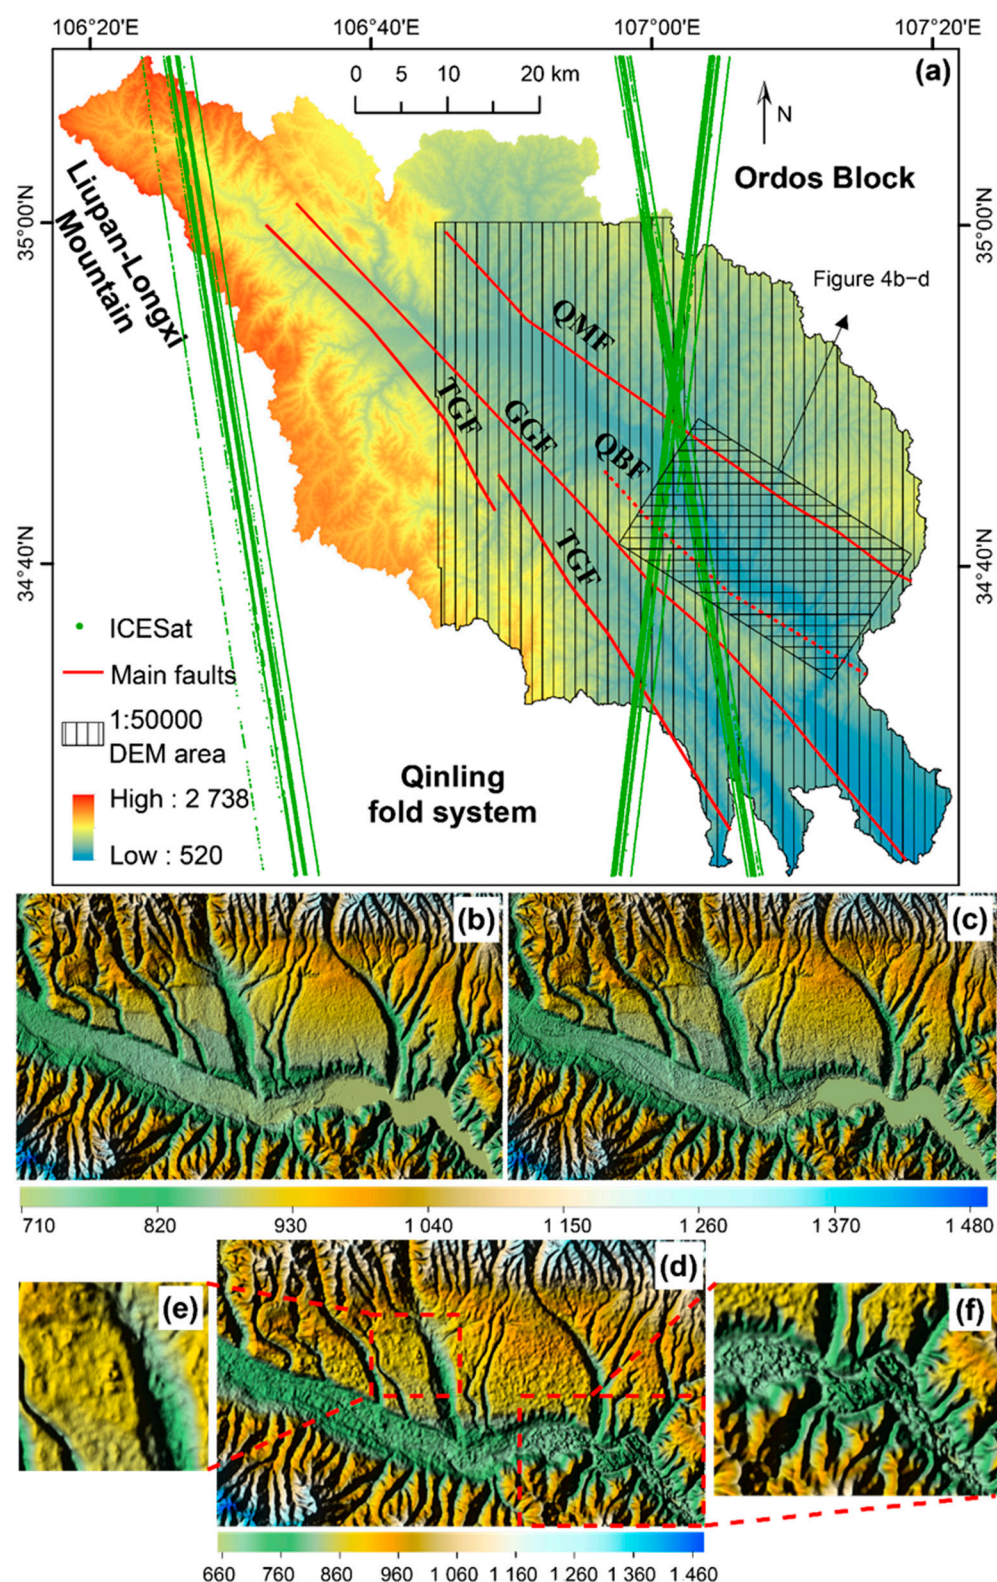 106°20'E 106°40'E 107°00'E 107°20'E
(a)
0 5 10 20 km
N
Ordos Block
Liupan-Longxi
Mountain
35°00'N
35°00'N
Figure 4b–d
QMF
TGF
GGF
QBF
TGF
34°40'N
34°40'N
ICESat
Main faults
1:50000
DEM area
High : 2 738
Low : 520
Qinling
fold system
(b)
(c)
710 820 930 1 040 1 150 1 260 1 370 1 480
(e)
(d)
(f)
660 760 860 960 1 060 1 160 1 260 1 360 1 460